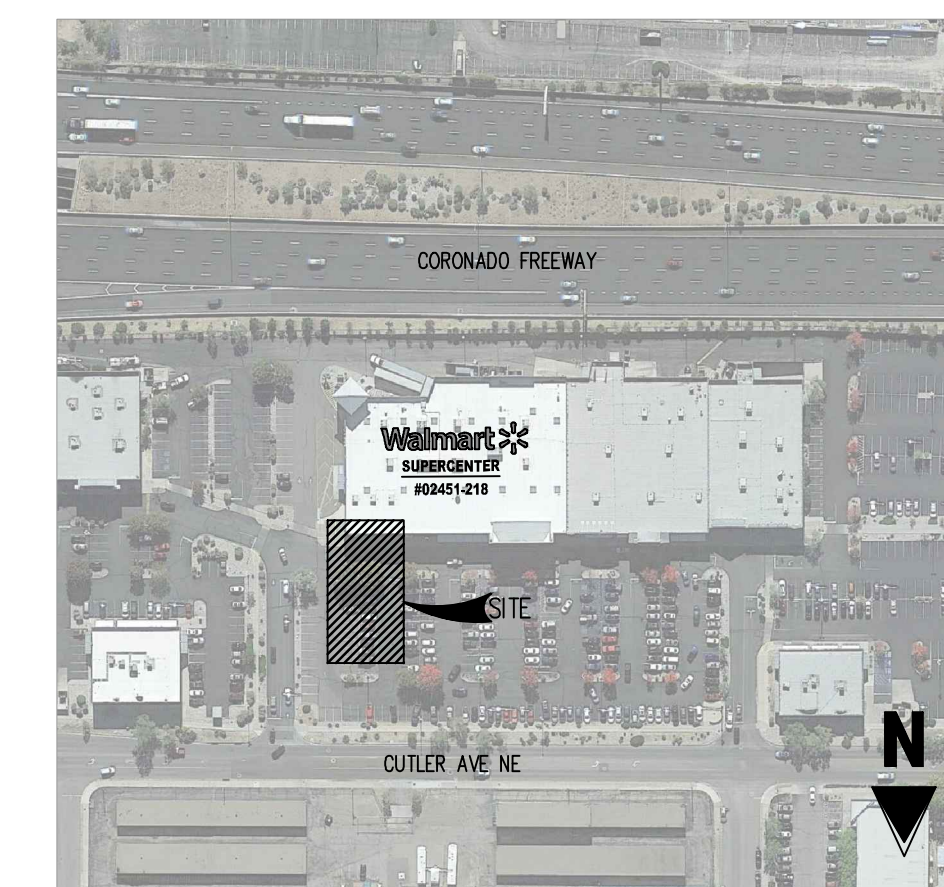 CORONADO FREEWAY
Walmart
SUPERCENTER
#02451-218
SITE
CUTLER AVE NE
N